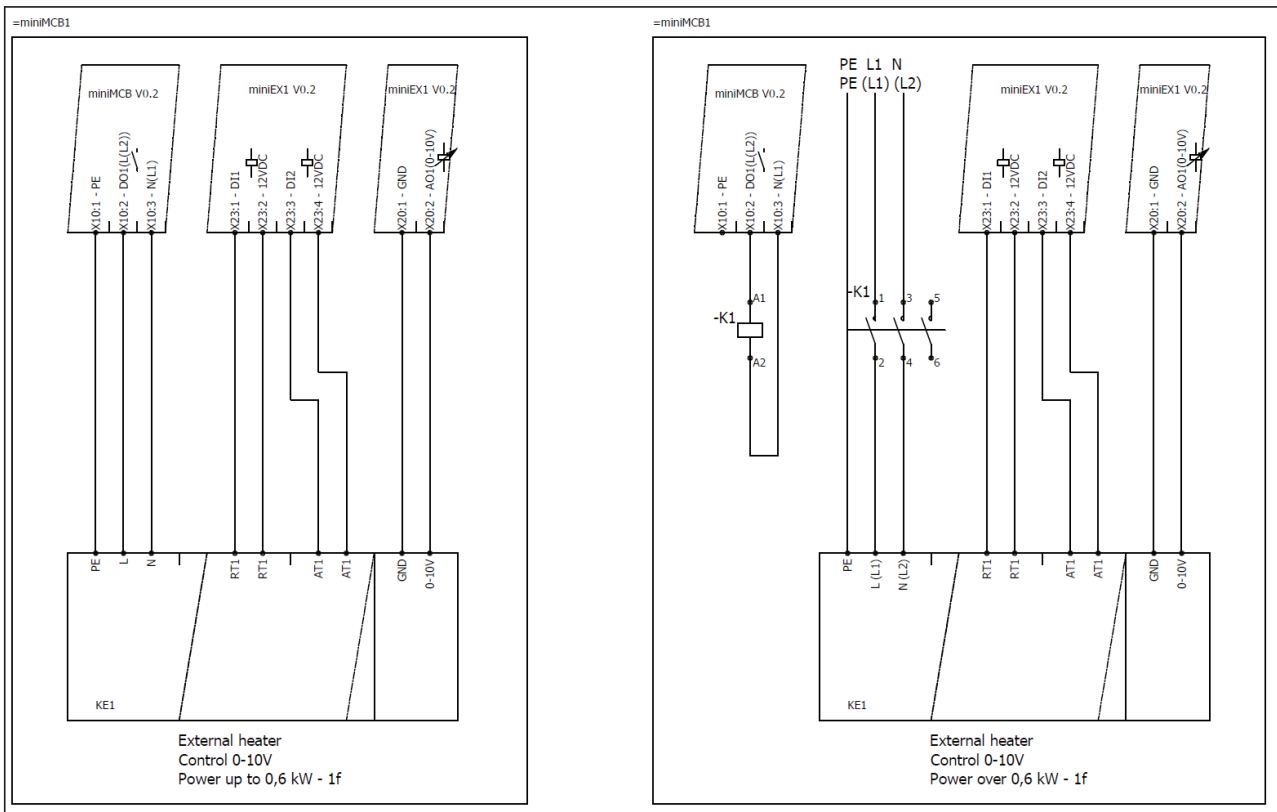 =miniMCB1
miniMCB V0.2
miniEX1 V0.2
miniEX1 V0.2
X10:1 - PE
X10:2 - DO1(L(L2))
X10:3 - N(L1)
X23:1 - DI1
X23:2 - 12VDC
X23:3 - DI2
X23:4 - 12VDC
X20:1 - GND
X20:2 - AO1(0-10V)
PE
L
N
RT1
RT1
AT1
AT1
GND
0-10V
KE1
External heater
Control 0-10V
Power up to 0,6 kW - 1f
=miniMCB1
PE L1 N
PE (L1) (L2)
miniMCB V0.2
miniEX1 V0.2
miniEX1 V0.2
X10:1 - PE
X10:2 - DO1(L(L2))
X10:3 - N(L1)
X23:1 - DI1
X23:2 - 12VDC
X23:3 - DI2
X23:4 - 12VDC
X20:1 - GND
X20:2 - AO1(0-10V)
-K1
A1
A2
-K1
1
3
5
2
4
6
PE
L (L1)
N (L2)
RT1
RT1
AT1
AT1
GND
0-10V
KE1
External heater
Control 0-10V
Power over 0,6 kW - 1f